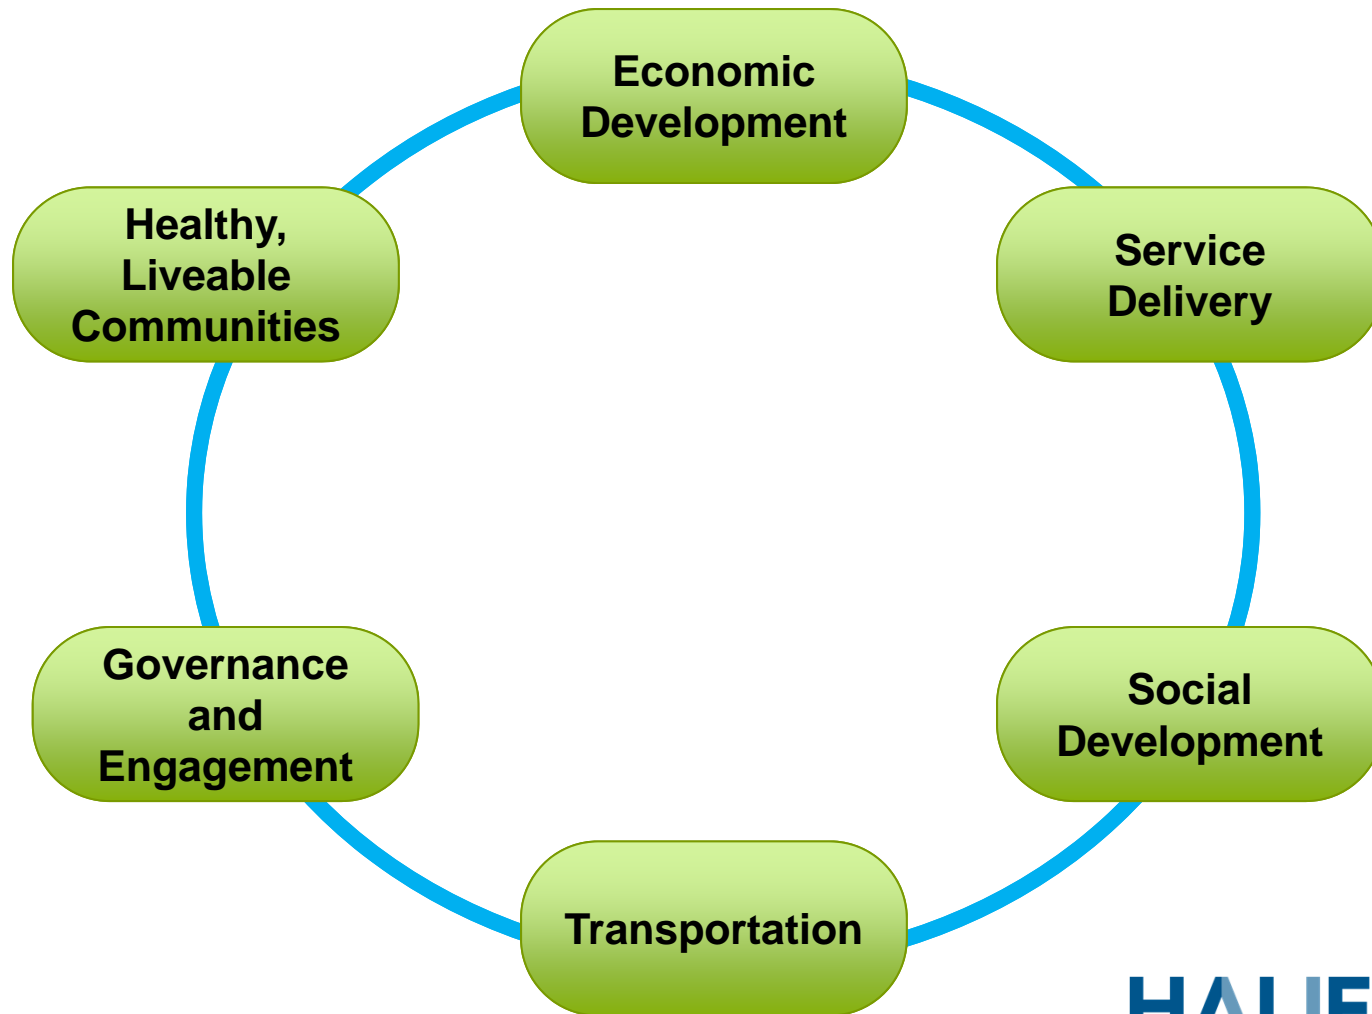 Economic
Development
Healthy,
Liveable
Communities
Service
Delivery
Governance
and
Engagement
Social
Development
Transportation